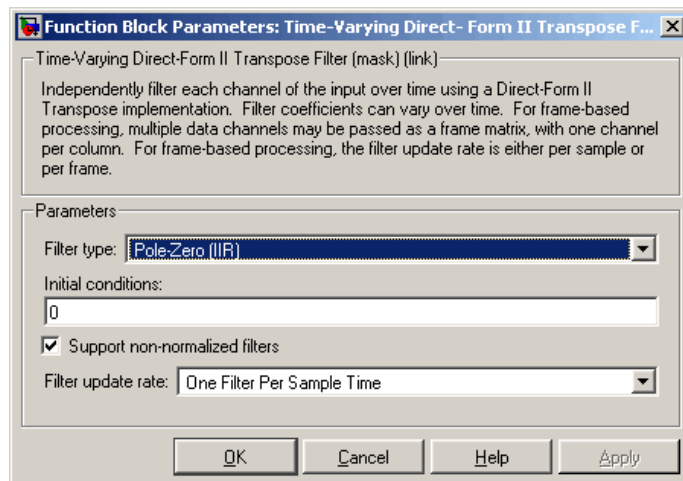 Function Block Parameters: Time-Varying Direct- Form II Transpose F...
Time-Varying Direct-Form II Transpose Filter (mask) (link)
Independently filter each channel of the input over time using a Direct-Form II
Transpose implementation.  Filter coefficients can vary over time.  For frame-based
processing, multiple data channels may be passed as a frame matrix, with one channel
per column.  For frame-based processing, the filter update rate is either per sample or
per frame.
Parameters
Filter type: Pole-Zero (IIR)
Initial conditions:
0
Support non-normalized filters
Filter update rate: One Filter Per Sample Time
OK Cancel Help Apply